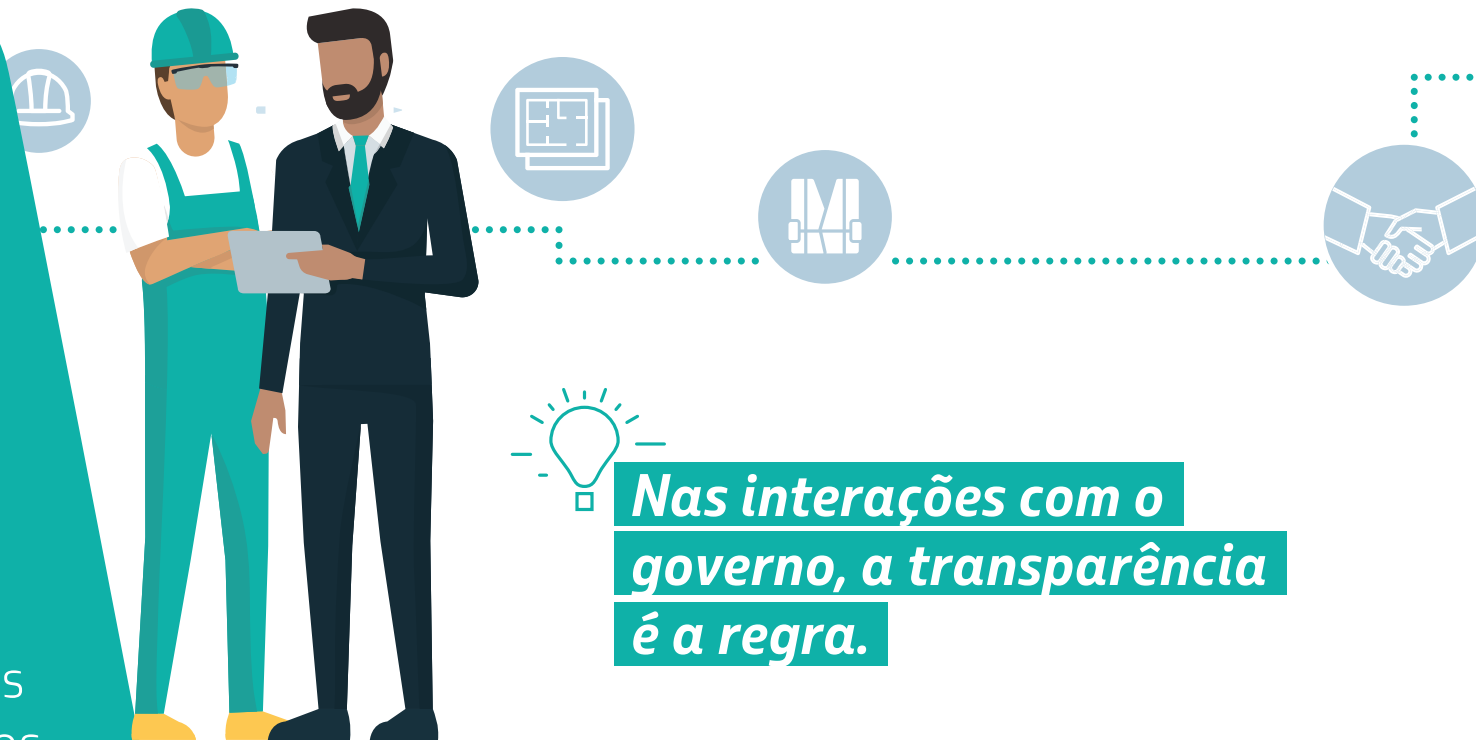 Nas interações com o
governo, a transparência
é a regra.